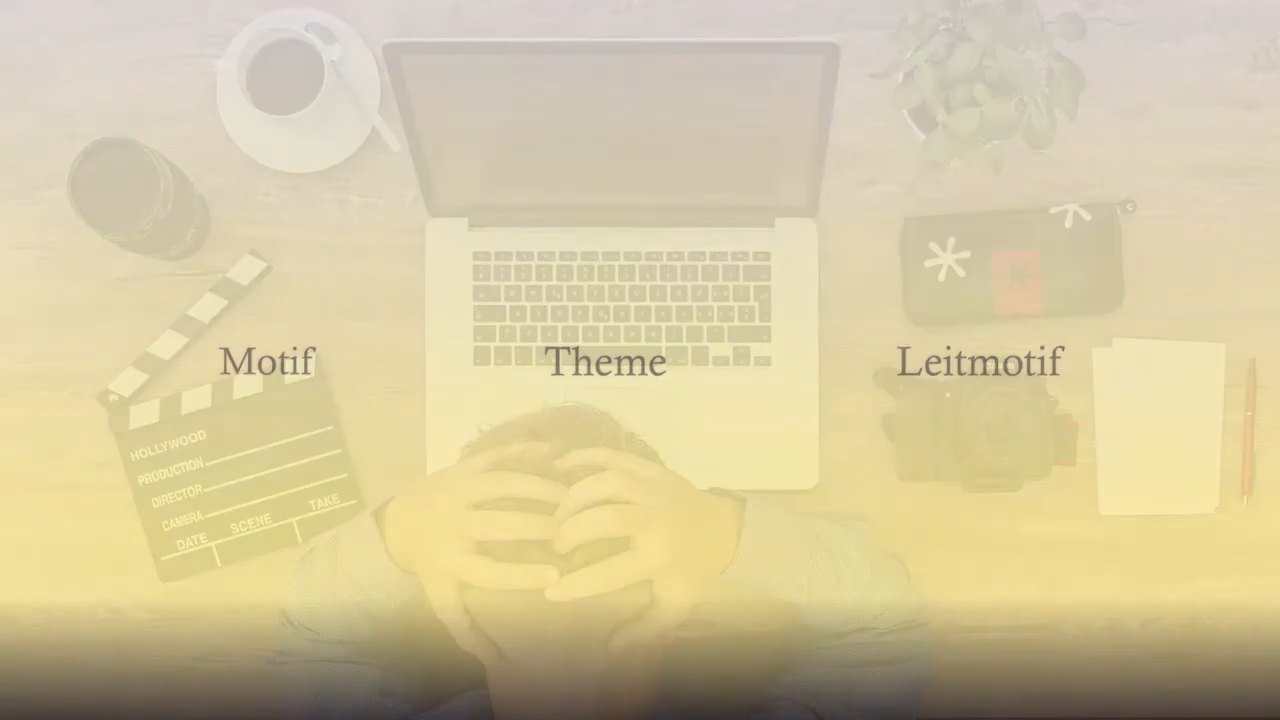 Motif
Theme
Leitmotif
HOLLYWOOD
PRODUCTION
DIRECTOR
CAMERA
DATE SCENE TAKE